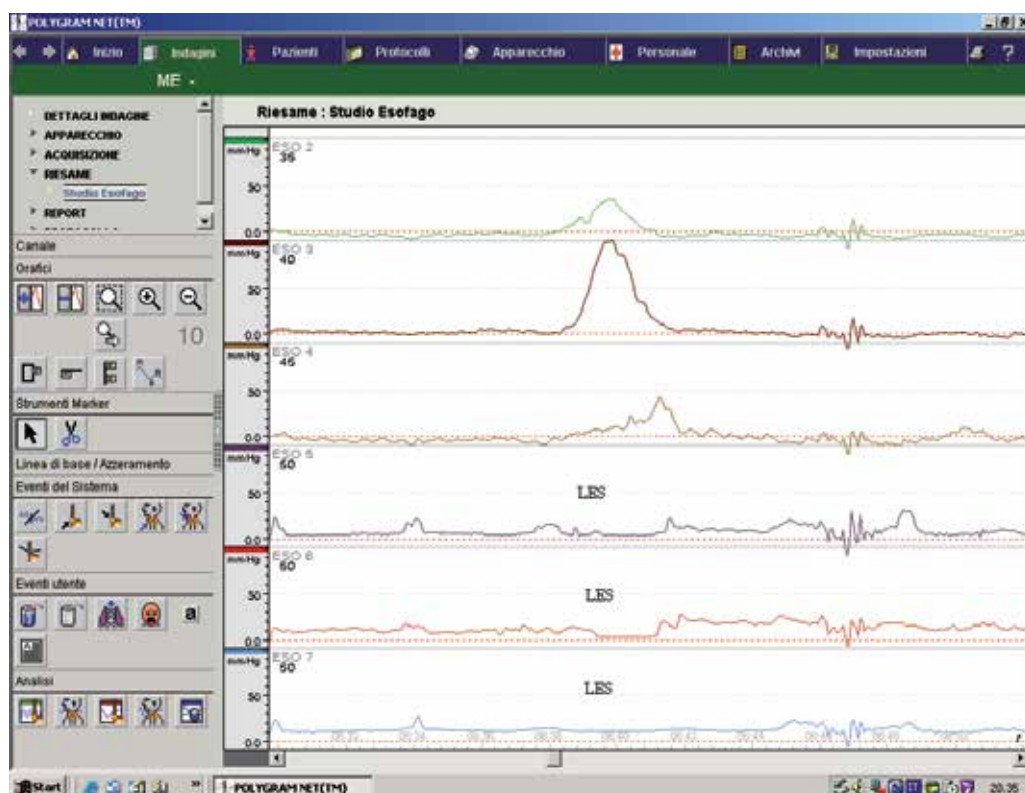 POLYGRAM NET(TM)
Inizio Indagini Pazienti Protocolli Apparecchio Personale Archivi Impostazioni ?
ME
DETTAGLI INDAGINE
APPARECCHIO
ACQUISIZIONE
RIESAME
Studio Esofago
REPORT
Canale
Grafici
10
Strumenti Marker
Linea di base / Azzeramento
Eventi del Sistema
Eventi utente
a
Analisi
Riesame : Studio Esofago
mmHg ESO 2
36
50
0.0
mmHg ESO 3
40
50
0.0
mmHg ESO 4
45
50
0.0
mmHg ESO 5
50
50
LES
0.0
mmHg ESO 6
50
50
LES
0.0
mmHg ESO 7
50
50
LES
0.0
Start POLYGRAM NET(TM) 20.35